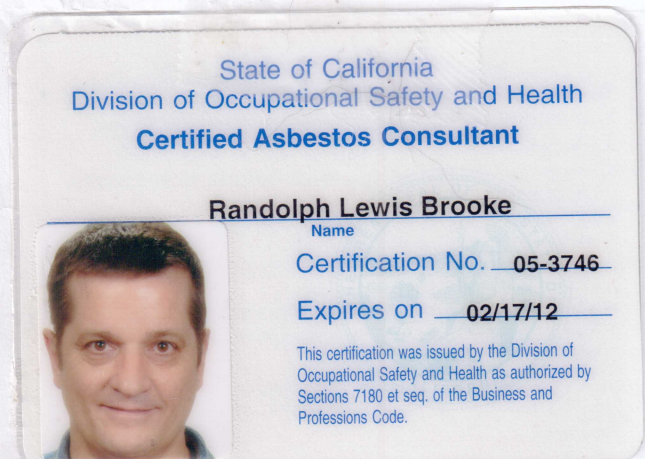 State of California
Division of Occupational Safety and Health
Certified Asbestos Consultant
Randolph Lewis Brooke
Name
Certification No. 05-3746
Expires on 02/17/12
This certification was issued by the Division of
Occupational Safety and Health as authorized by
Sections 7180 et seq. of the Business and
Professions Code.